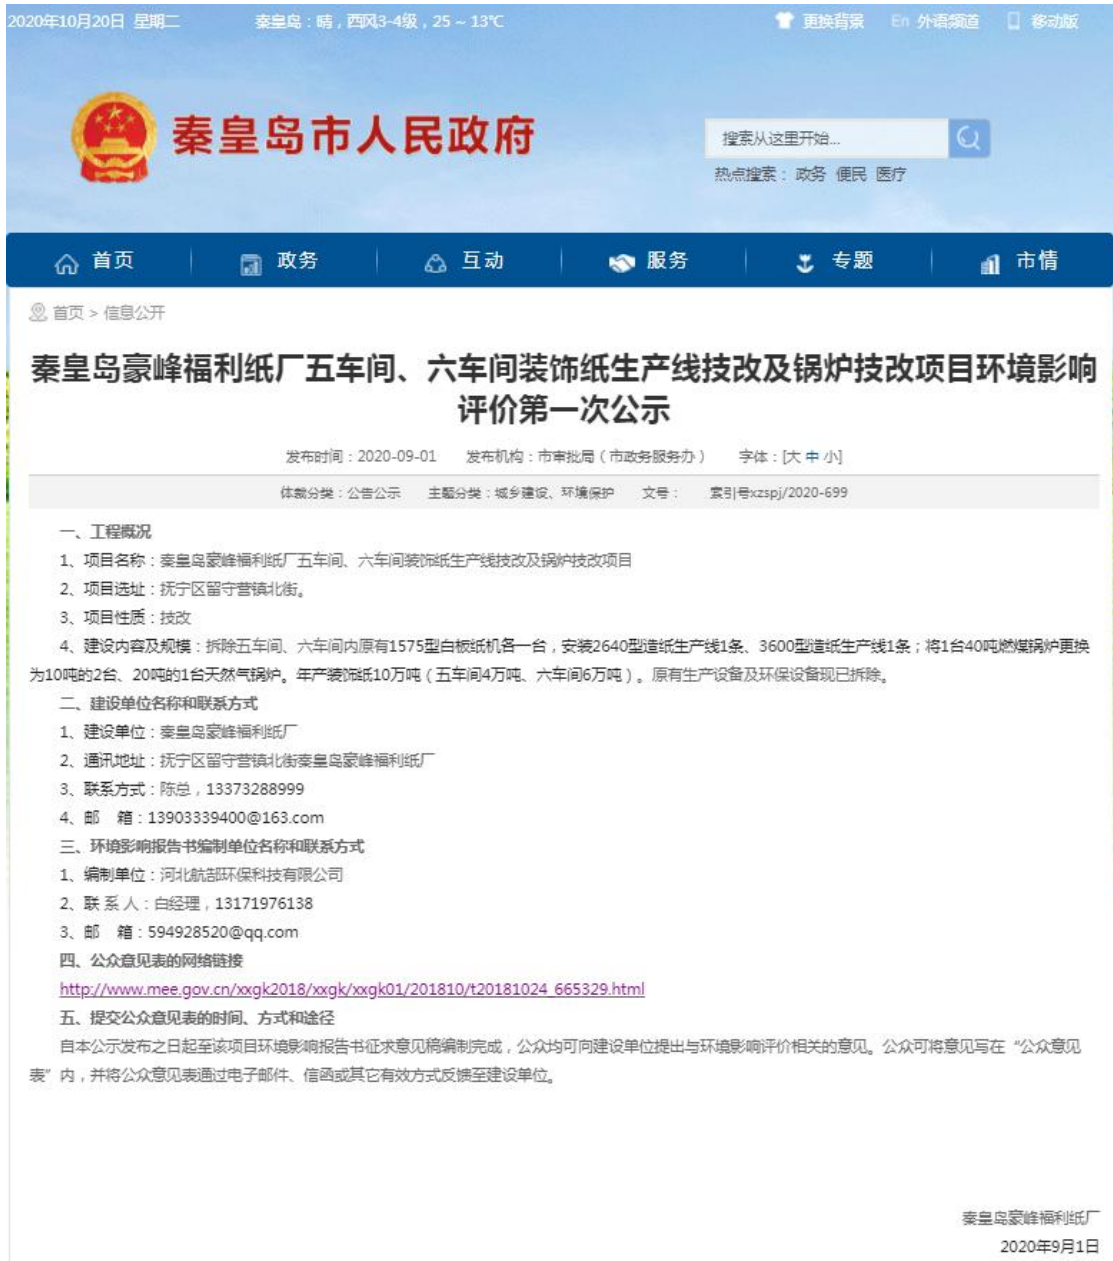 2020年10月20日 星期二 秦皇岛：晴，西风3-4级，25 ~ 13℃ 更换背景 En 外语频道 移动版
秦皇岛市人民政府
搜索从这里开始...
热点搜索： 政务 便民 医疗
首页 政务 互动 服务 专题 市情
首页 > 信息公开
秦皇岛豪峰福利纸厂五车间、六车间装饰纸生产线技改及锅炉技改项目环境影响
评价第一次公示
发布时间：2020-09-01 发布机构：市审批局（市政务服务办） 字体：[大 中 小]
体裁分类：公告公示 主题分类：城乡建设、环境保护 文号： 索引号xzspj/2020-699
一、工程概况
1、项目名称：秦皇岛豪峰福利纸厂五车间、六车间装饰纸生产线技改及锅炉技改项目
2、项目选址：抚宁区留守营镇北街。
3、项目性质：技改
4、建设内容及规模：拆除五车间、六车间内原有1575型白板纸机各一台，安装2640型造纸生产线1条、3600型造纸生产线1条；将1台40吨燃煤锅炉更换
为10吨的2台、20吨的1台天然气锅炉。年产装饰纸10万吨（五车间4万吨、六车间6万吨）。原有生产设备及环保设备现已拆除。
二、建设单位名称和联系方式
1、建设单位：秦皇岛豪峰福利纸厂
2、通讯地址：抚宁区留守营镇北街秦皇岛豪峰福利纸厂
3、联系方式：陈总，13373288999
4、邮 箱：13903339400@163.com
三、环境影响报告书编制单位名称和联系方式
1、编制单位：河北航郜环保科技有限公司
2、联 系 人：白经理，13171976138
3、邮 箱：594928520@qq.com
四、公众意见表的网络链接
http://www.mee.gov.cn/xxgk2018/xxgk/xxgk01/201810/t20181024_665329.html
五、提交公众意见表的时间、方式和途径
自本公示发布之日起至该项目环境影响报告书征求意见稿编制完成，公众均可向建设单位提出与环境影响评价相关的意见。公众可将意见写在“公众意见
表”内，并将公众意见表通过电子邮件、信函或其它有效方式反馈至建设单位。
秦皇岛豪峰福利纸厂
2020年9月1日